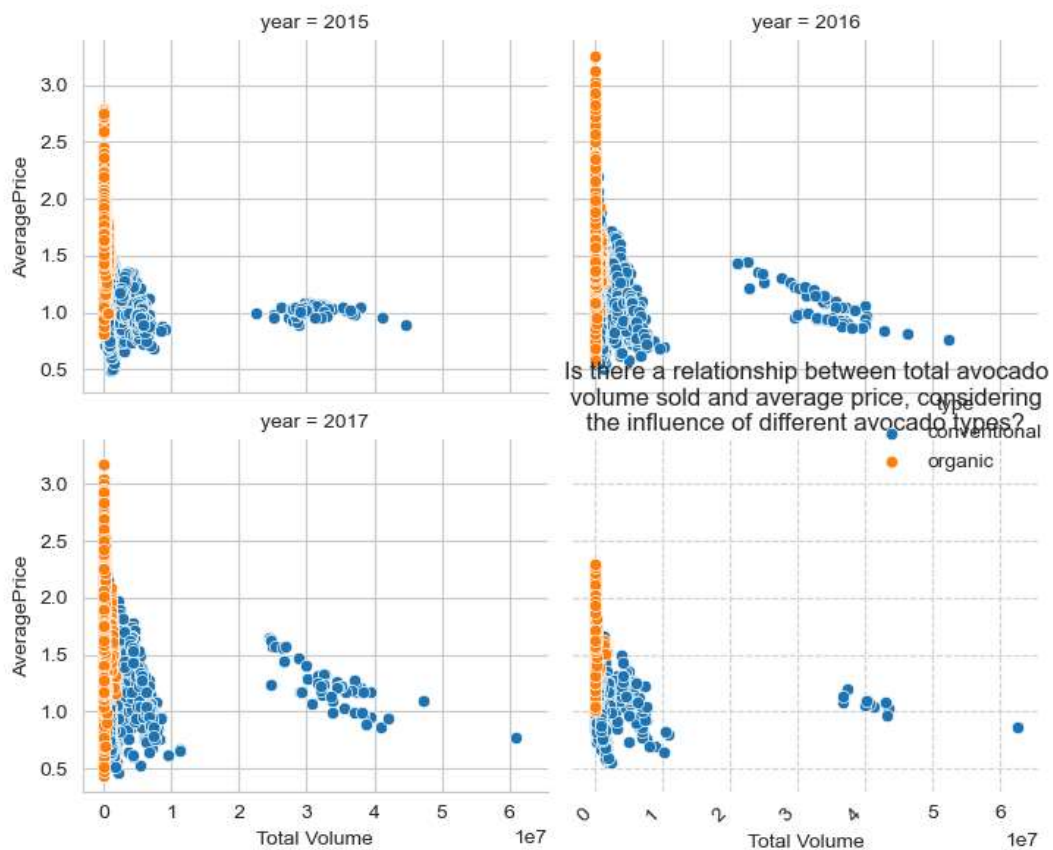 year = 2015
year = 2016
3.0
2.5
2.0
1.5
1.0
0.5
AveragePrice
Is there a relationship between total avocado
volume sold and average price, considering
the influence of different avocado types?
type
conventional
organic
year = 2017
3.0
2.5
2.0
1.5
1.0
0.5
AveragePrice
0 1 2 3 4 5 6
1e7
Total Volume
0 1 2 3 4 5 6
1e7
Total Volume